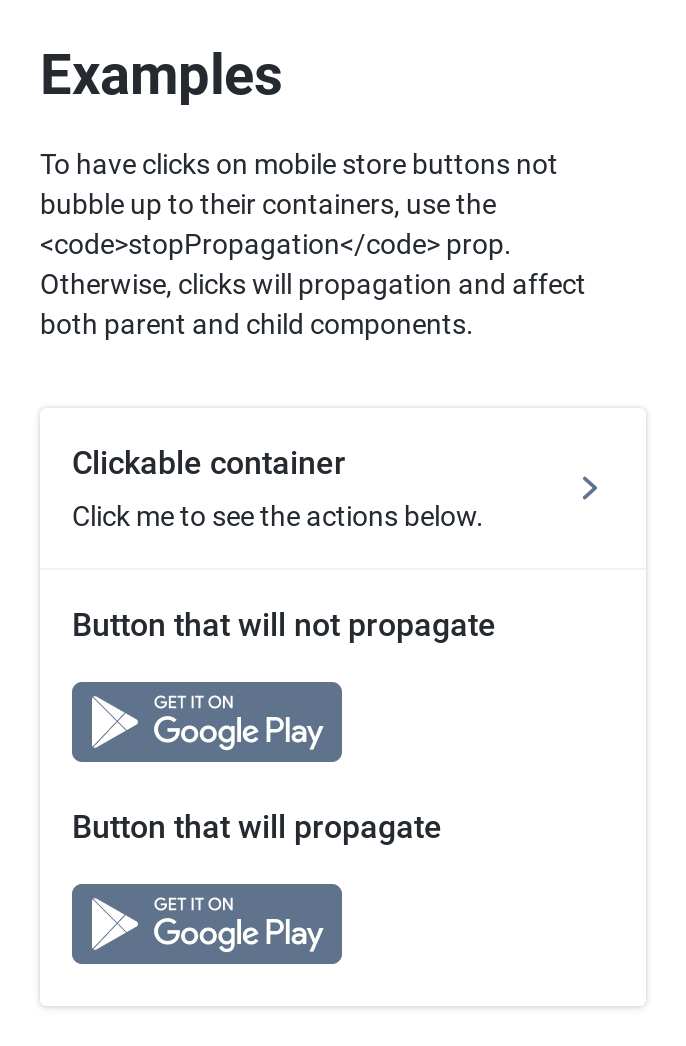 Examples
To have clicks on mobile store buttons not
bubble up to their containers, use the
<code>stopPropagation</code> prop.
Otherwise, clicks will propagation and affect
both parent and child components.
Clickable container
Click me to see the actions below.
Button that will not propagate
GET IT ON
Google Play
Button that will propagate
GET IT ON
Google Play